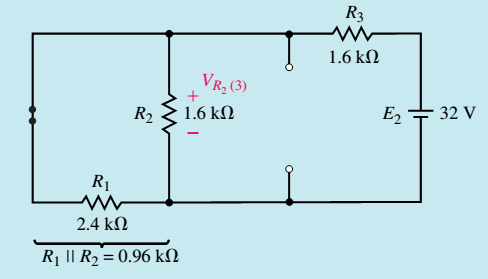 R₃
1.6 kΩ
V_R₂ (3)
+
R₂ 1.6 kΩ
−
E₂ 32 V
R₁
2.4 kΩ
R₁ || R₂ = 0.96 kΩ